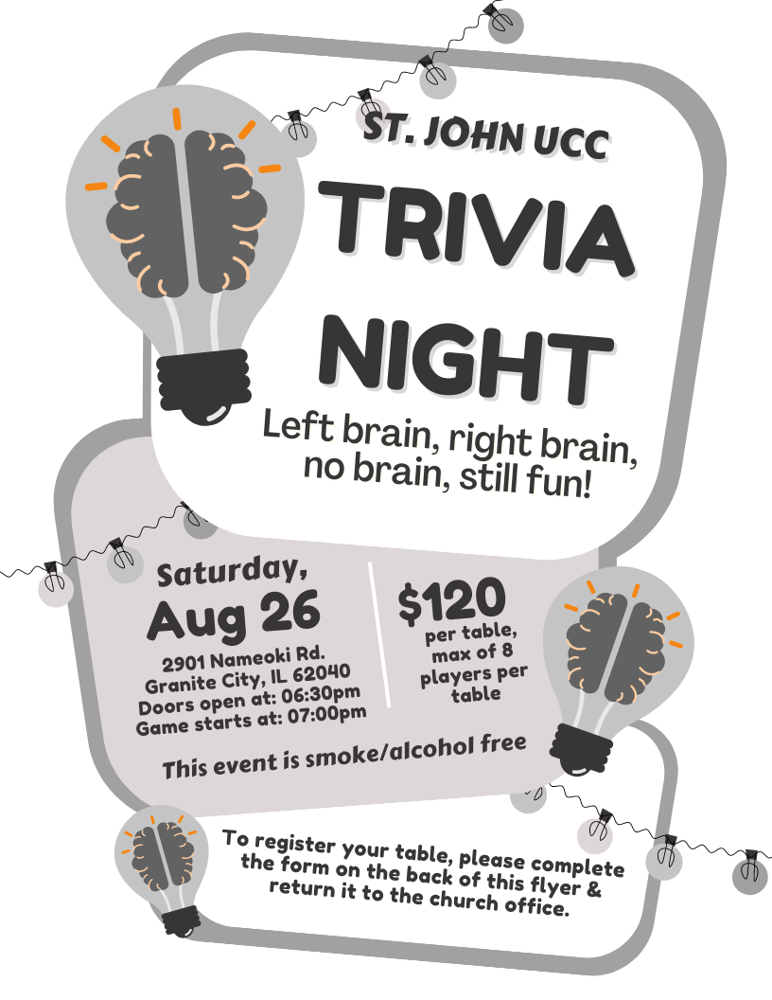 ST. JOHN UCC
TRIVIA
NIGHT
Left brain, right brain,
no brain, still fun!
Saturday,
Aug 26
2901 Nameoki Rd.
Granite City, IL 62040
Doors open at: 06:30pm
Game starts at: 07:00pm
$120
per table,
max of 8
players per
table
This event is smoke/alcohol free
To register your table, please complete
the form on the back of this flyer &
return it to the church office.